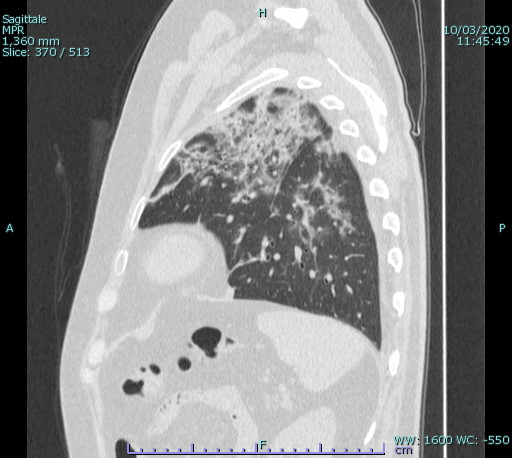 Sagittale
MPR
1,360 mm
Slice: 370 / 513
H
10/03/2020
11:45:49
A
P
WW: 1600 WC: -550
F
cm